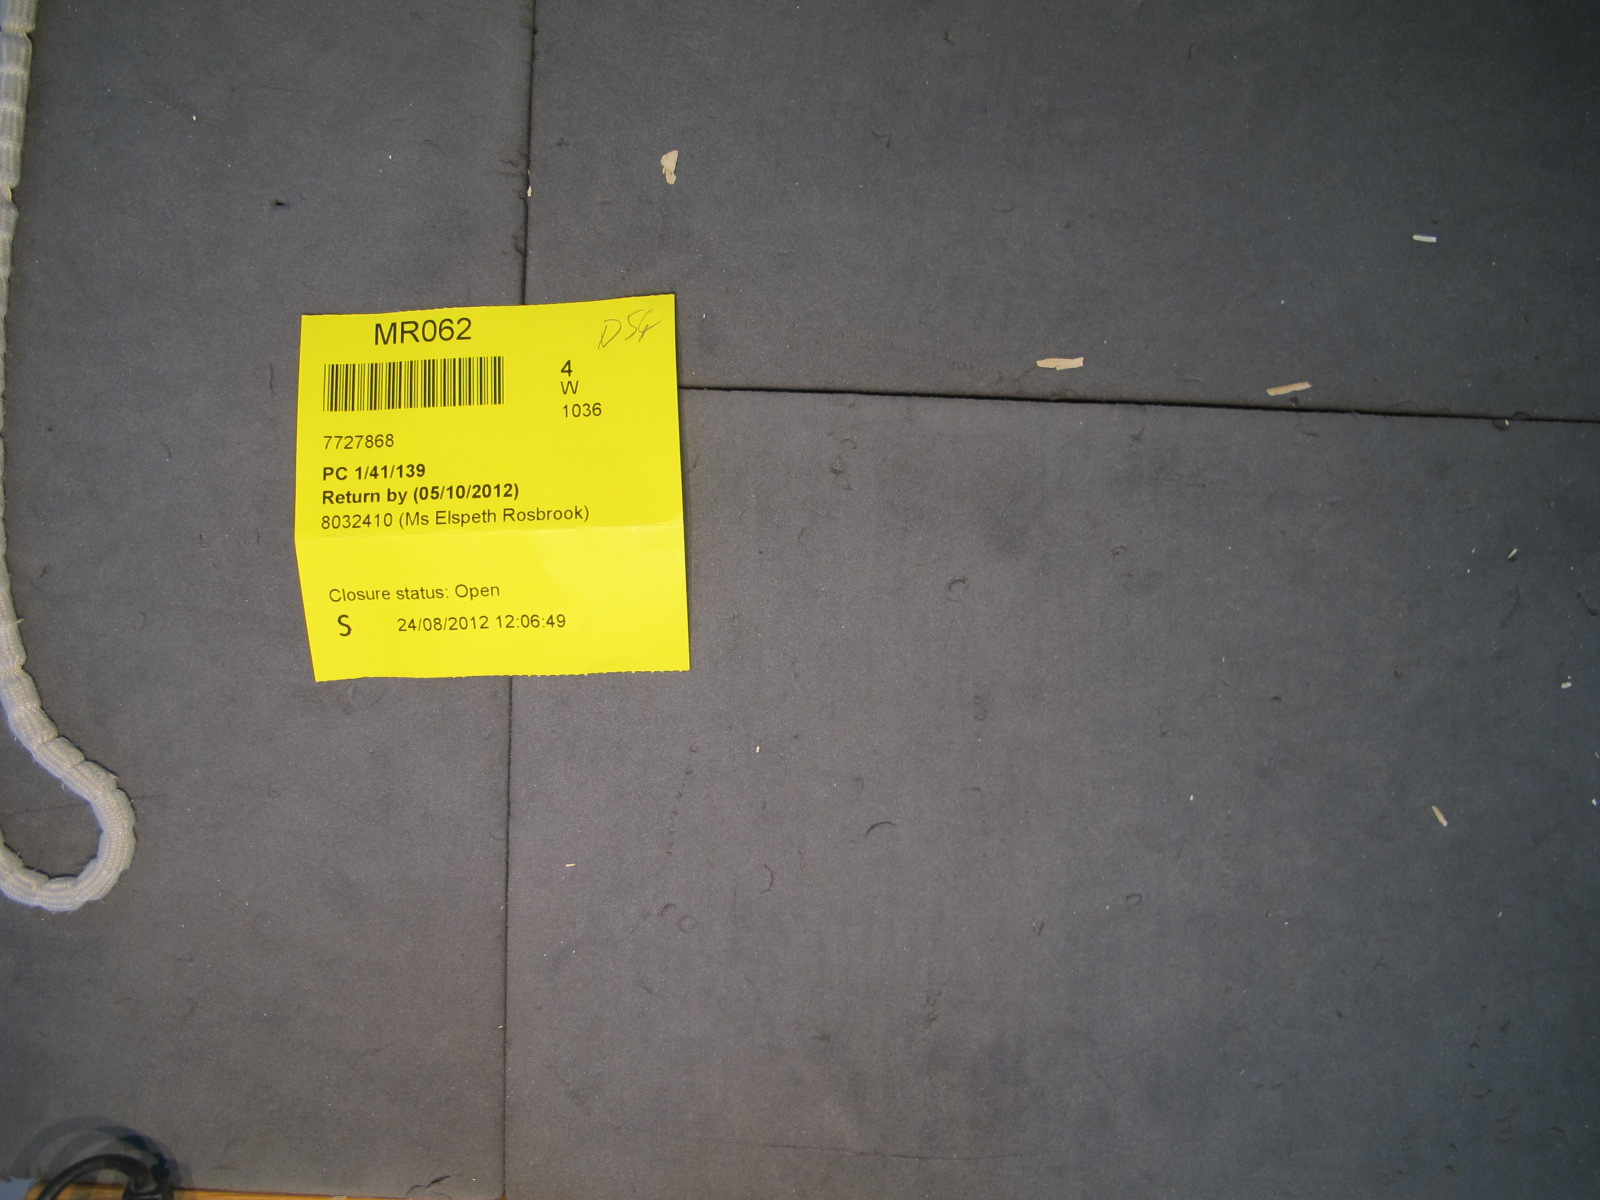 MR062
D54
4
W
1036
7727868
PC 1/41/139
Return by (05/10/2012)
8032410 (Ms Elspeth Rosbrook)
Closure status: Open
S 24/08/2012 12:06:49